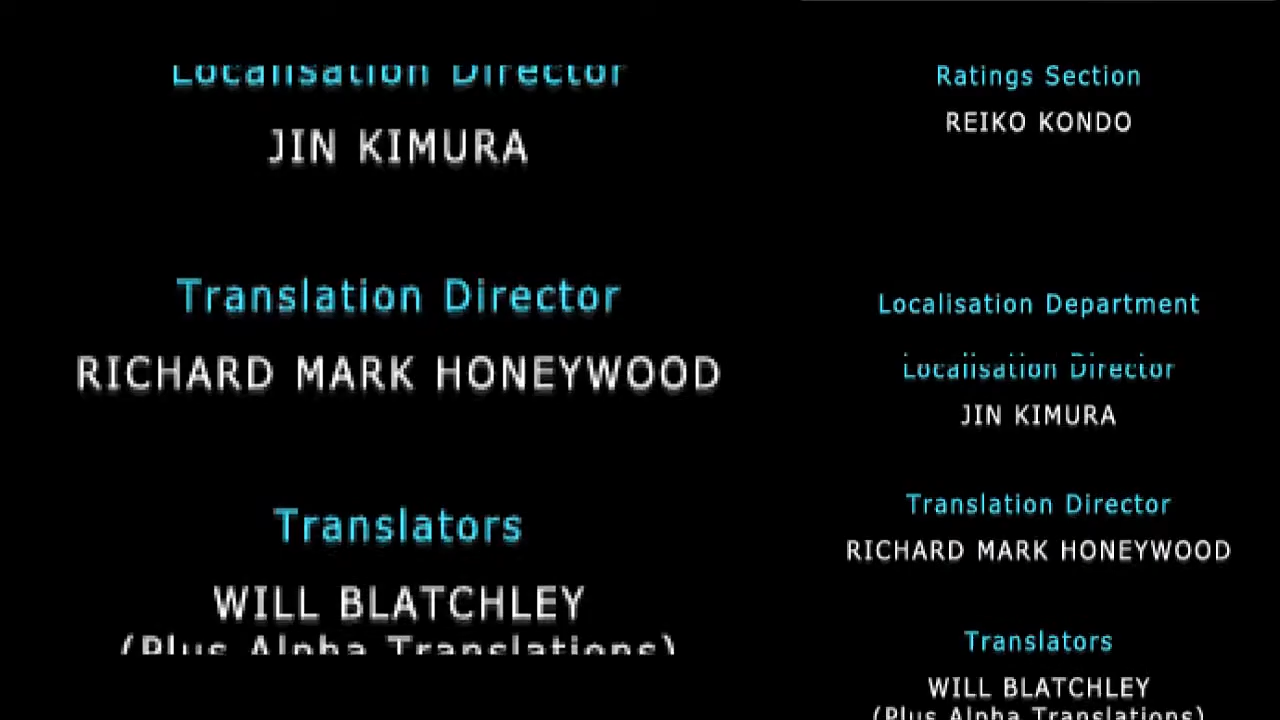 Localisation Director
JIN KIMURA
Translation Director
RICHARD MARK HONEYWOOD
Translators
WILL BLATCHLEY
(Plus Alpha Translations)
Ratings Section
REIKO KONDO
Localisation Department
Localisation Director
JIN KIMURA
Translation Director
RICHARD MARK HONEYWOOD
Translators
WILL BLATCHLEY
(Plus Alpha Translations)